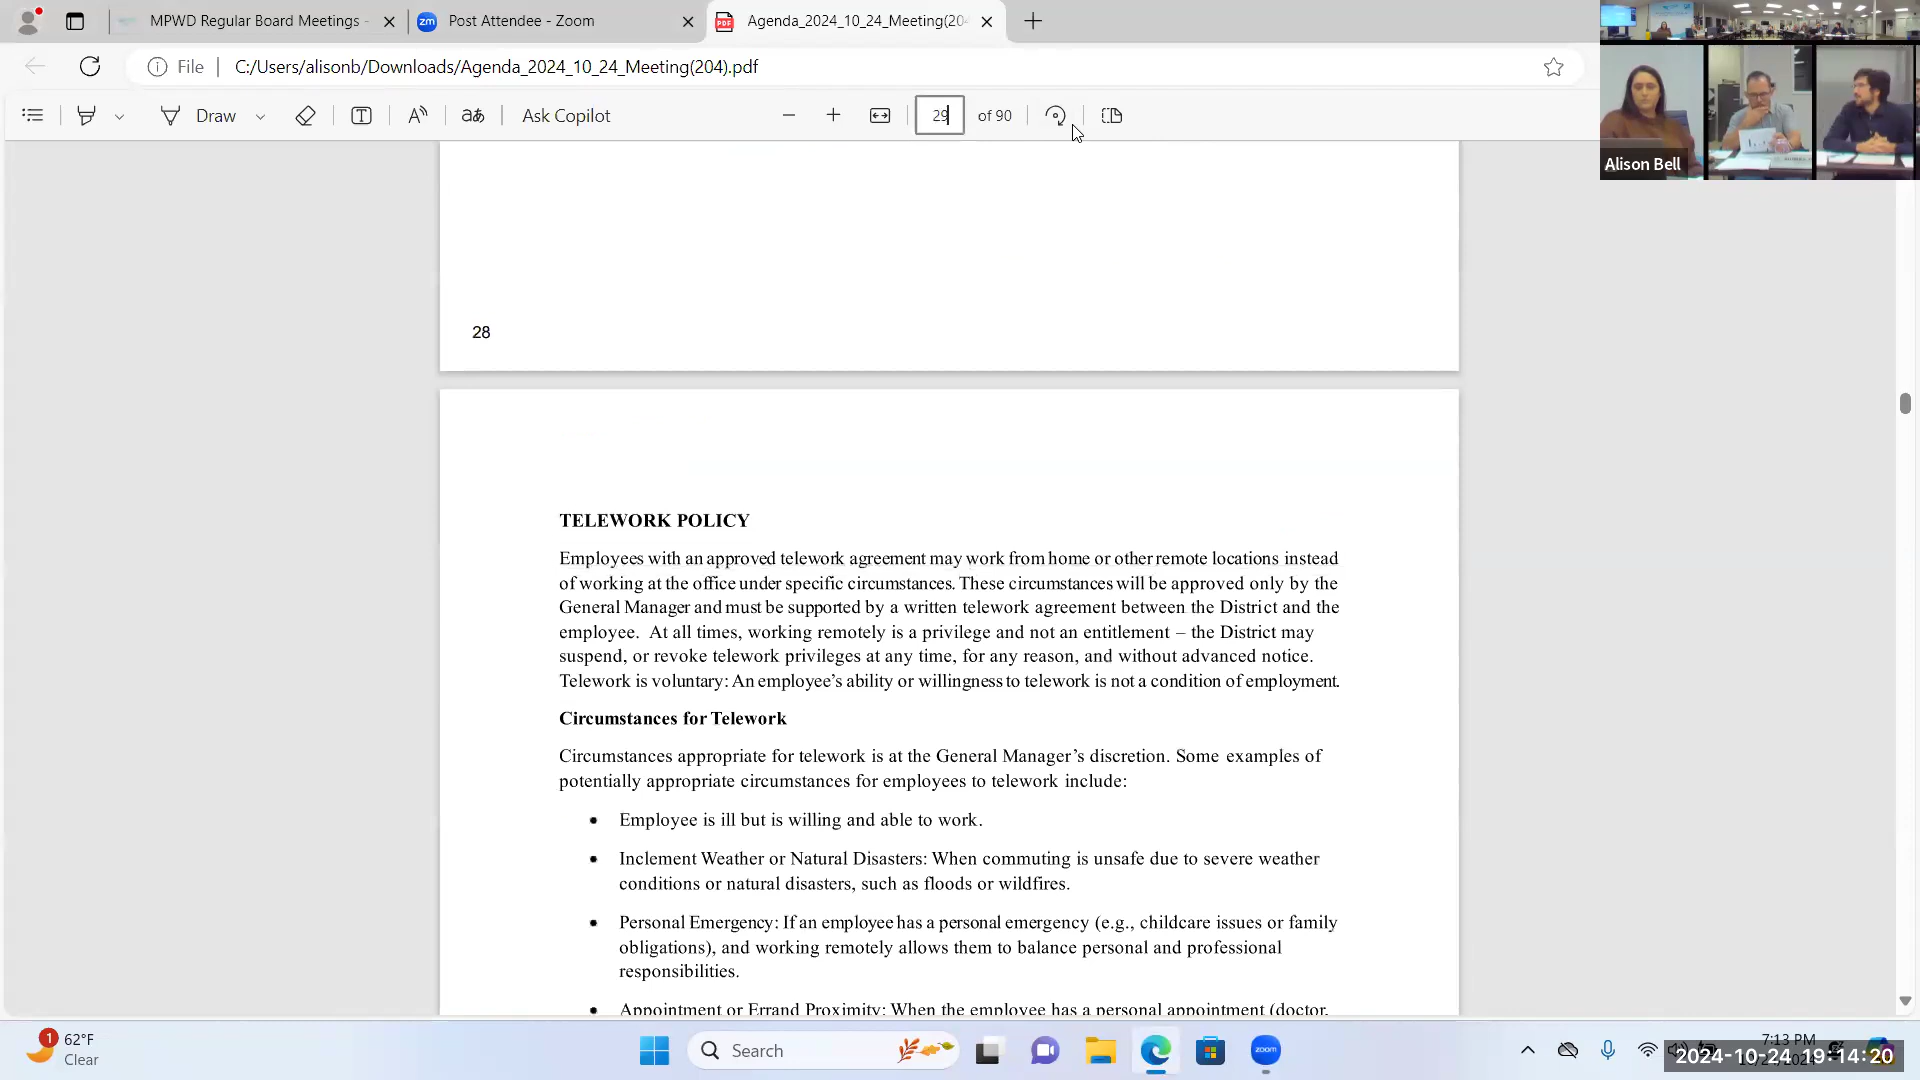 MPWD Regular Board Meetings -
Post Attendee - Zoom
Agenda_2024_10_24_Meeting(204
File
C:/Users/alisonb/Downloads/Agenda_2024_10_24_Meeting(204).pdf
Draw
Ask Copilot
29
of 90
Alison Bell
28
TELEWORK POLICY
Employees with an approved telework agreement may work from home or other remote locations instead
of working at the office under specific circumstances. These circumstances will be approved only by the
General Manager and must be supported by a written telework agreement between the District and the
employee. At all times, working remotely is a privilege and not an entitlement – the District may
suspend, or revoke telework privileges at any time, for any reason, and without advanced notice.
Telework is voluntary: An employee’s ability or willingness to telework is not a condition of employment.
Circumstances for Telework
Circumstances appropriate for telework is at the General Manager’s discretion. Some examples of
potentially appropriate circumstances for employees to telework include:
• Employee is ill but is willing and able to work.
• Inclement Weather or Natural Disasters: When commuting is unsafe due to severe weather
conditions or natural disasters, such as floods or wildfires.
• Personal Emergency: If an employee has a personal emergency (e.g., childcare issues or family
obligations), and working remotely allows them to balance personal and professional
responsibilities.
• Appointment or Errand Proximity: When the employee has a personal appointment (doctor,
1
62°F
Clear
Search
zoom
7:13 PM
2024-10-24 19:14:20